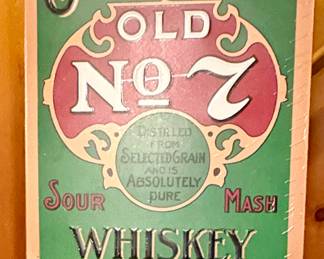 OLD
No 7
DISTILLED
FROM
SELECTED GRAIN
AND IS
ABSOLUTELY
PURE
SOUR MASH
WHISKEY